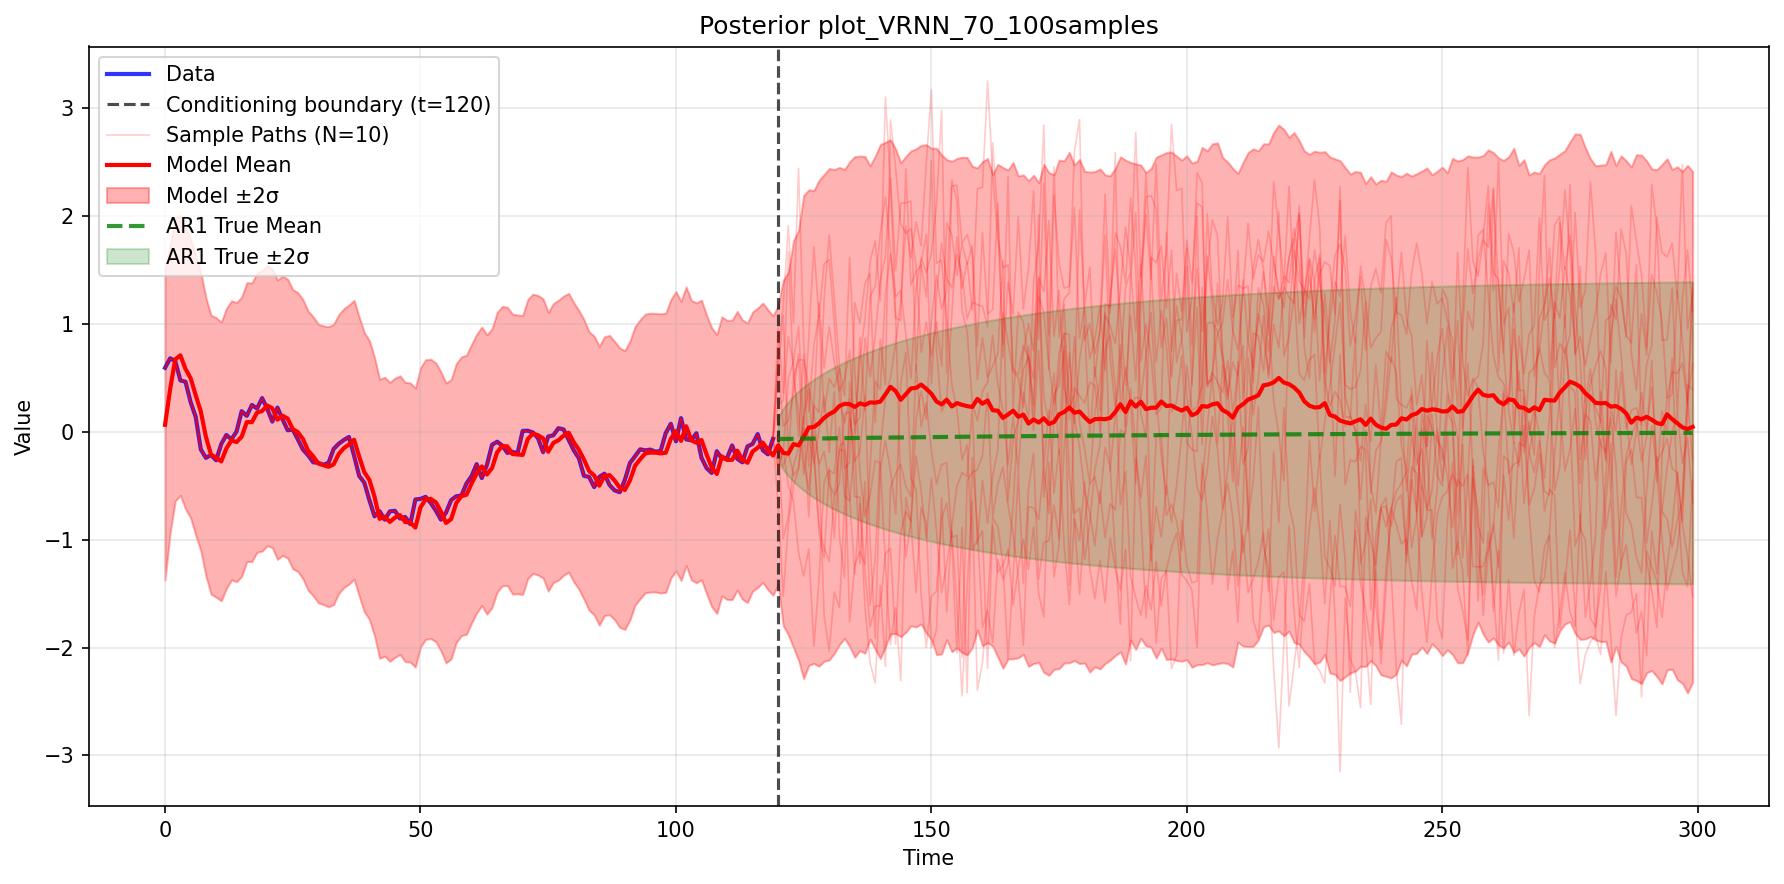 Posterior plot_VRNN_70_100samples
Data
Conditioning boundary (t=120)
Sample Paths (N=10)
Model Mean
Model ±2σ
AR1 True Mean
AR1 True ±2σ
3
2
1
0
−1
−2
−3
Value
0 50 100 150 200 250 300
Time